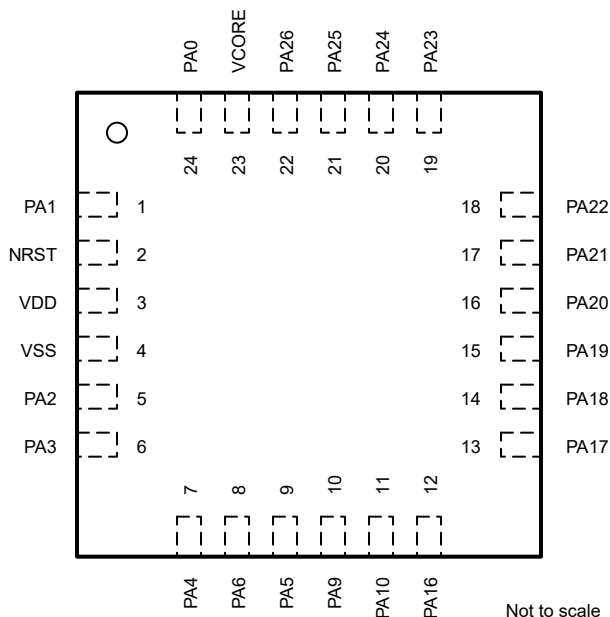 PA0
VCORE
PA26
PA25
PA24
PA23
24
23
22
21
20
19
PA1 1
NRST 2
VDD 3
VSS 4
PA2 5
PA3 6
18 PA22
17 PA21
16 PA20
15 PA19
14 PA18
13 PA17
7
8
9
10
11
12
PA4
PA6
PA5
PA9
PA10
PA16
Not to scale